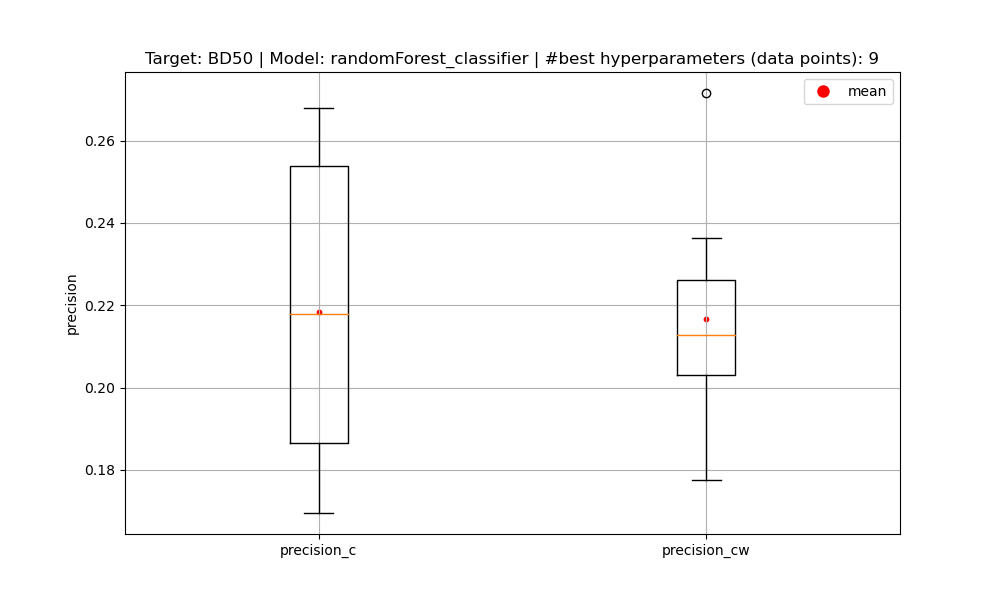 Target: BD50 | Model: randomForest_classifier | #best hyperparameters (data points): 9
mean
0.26
0.24
0.22
0.20
0.18
precision
precision_c
precision_cw